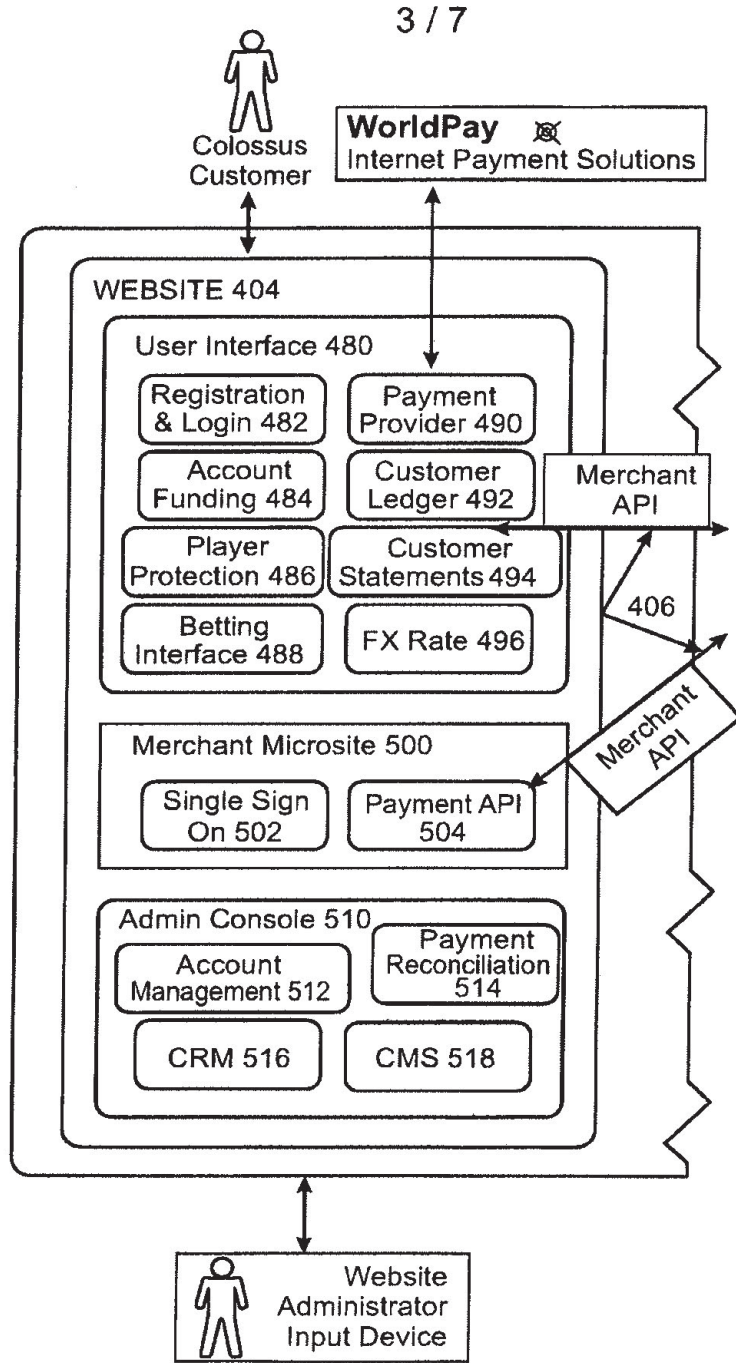 3 / 7
Colossus
Customer
WorldPay
Internet Payment Solutions
WEBSITE 404
User Interface 480
Registration
& Login 482
Payment
Provider 490
Account
Funding 484
Customer
Ledger 492
Merchant
API
Player
Protection 486
Customer
Statements 494
406
Betting
Interface 488
FX Rate 496
Merchant
API
Merchant Microsite 500
Single Sign
On 502
Payment API
504
Admin Console 510
Account
Management 512
Payment
Reconciliation
514
CRM 516
CMS 518
Website
Administrator
Input Device